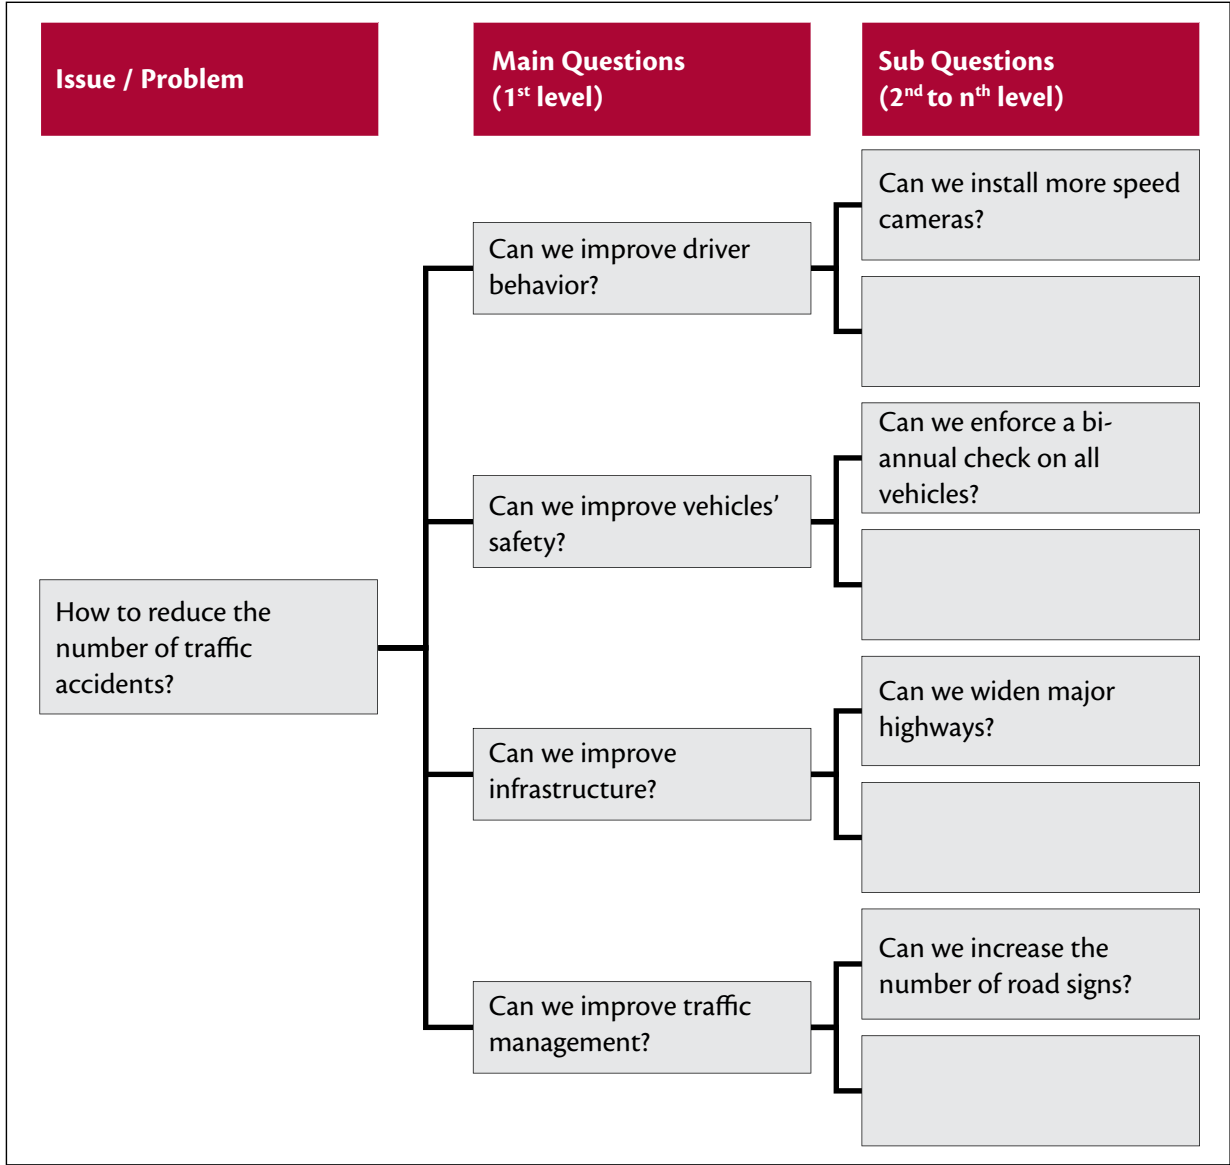 Issue / Problem
Main Questions
(1st level)
Sub Questions
(2nd to nth level)
How to reduce the
number of traffic
accidents?
Can we improve driver
behavior?
Can we install more speed
cameras?
Can we improve vehicles’
safety?
Can we enforce a bi-
annual check on all
vehicles?
Can we improve
infrastructure?
Can we widen major
highways?
Can we improve traffic
management?
Can we increase the
number of road signs?